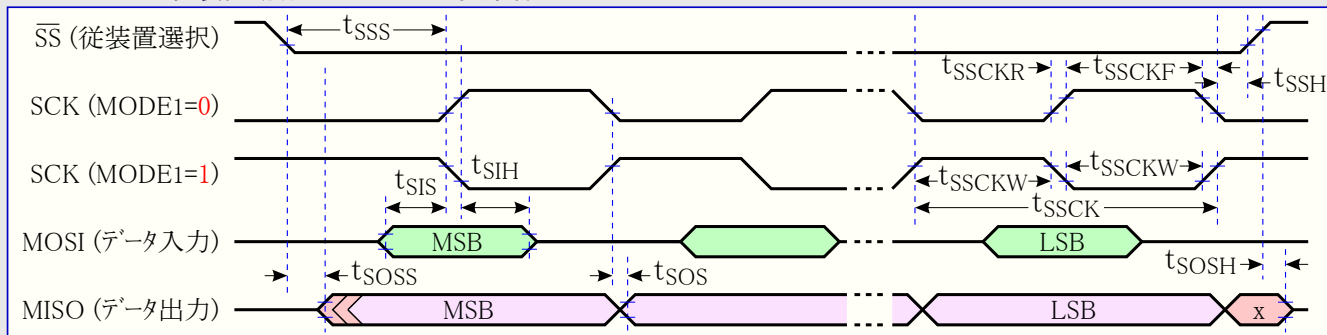 SS (従装置選択)
tSSS
tSSCKR
tSSCKF
tSSH
SCK (MODE1=0)
SCK (MODE1=1)
tSIS
tSIH
tSSCKW
tSSCKW
tSSCK
MOSI (データ入力)
MSB
LSB
tSOSS
tSOS
tSOSH
MISO (データ出力)
MSB
LSB
x